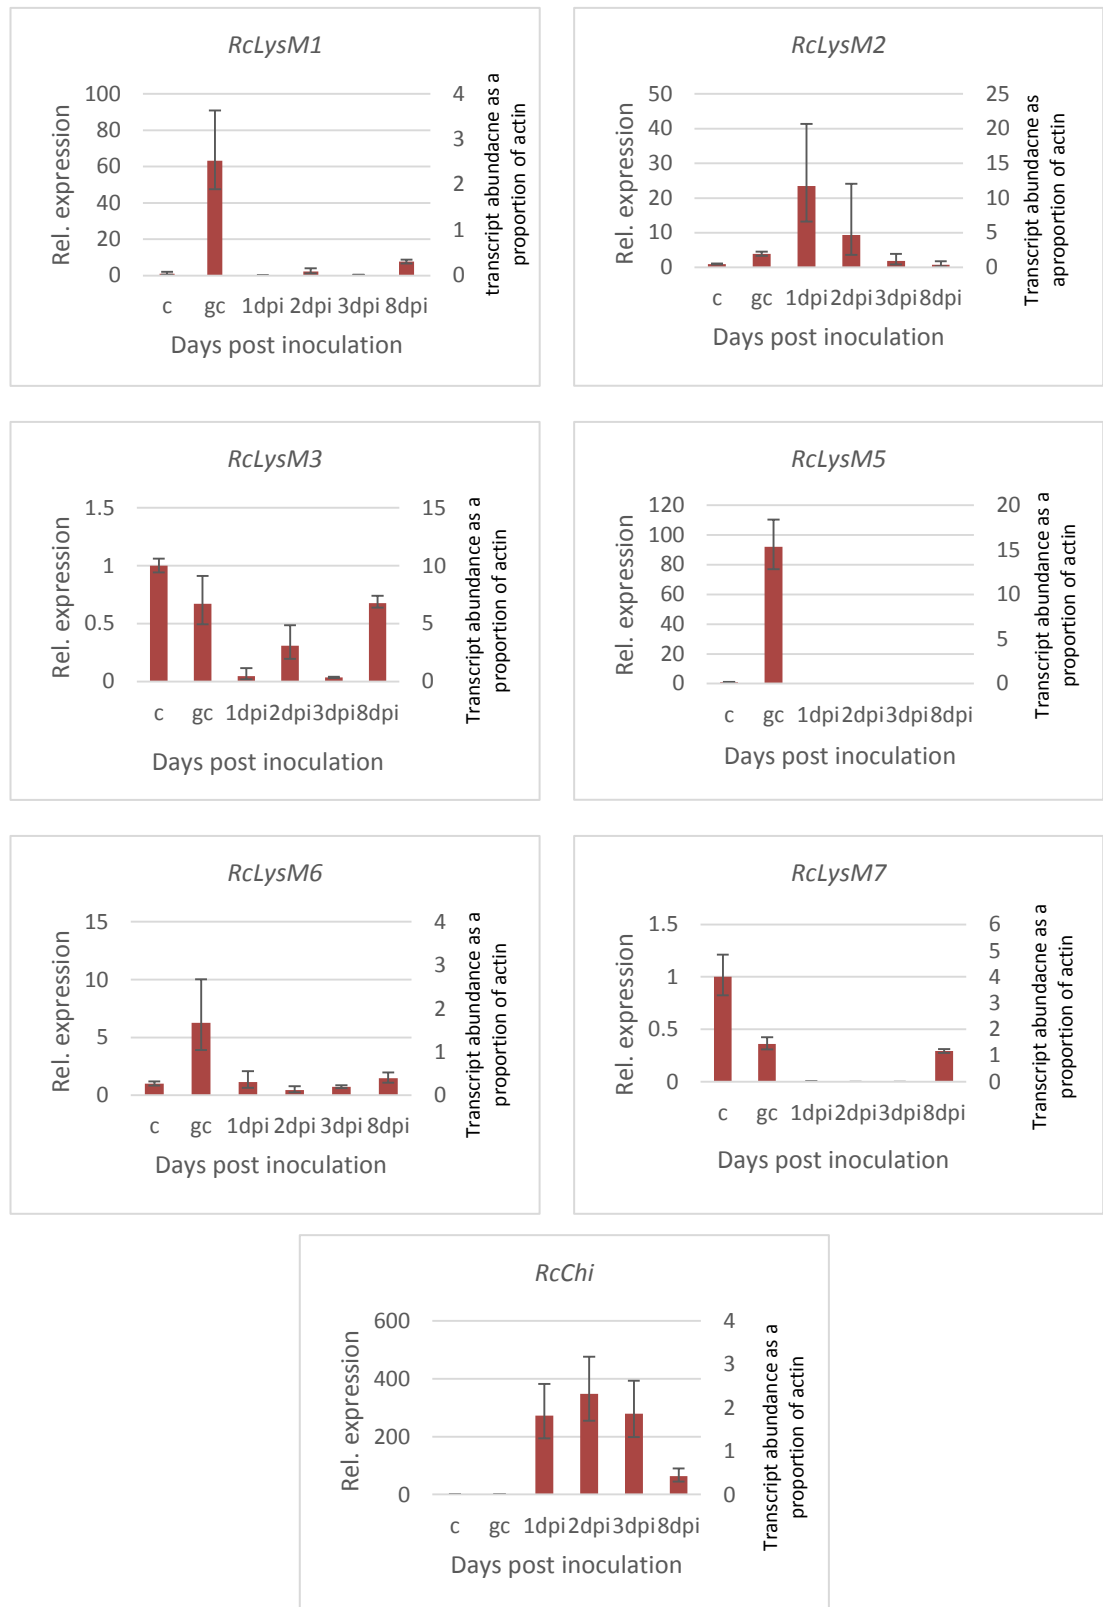 RcLysM1
100
80
60
40
20
0
4
3
2
1
0
Rel. expression
transcript abundacne as a
proportion of actin
c gc 1dpi 2dpi 3dpi 8dpi
Days post inoculation
RcLysM2
50
40
30
20
10
0
25
20
15
10
5
0
Rel. expression
Transcript abundacne as
aproportion of actin
c gc 1dpi 2dpi 3dpi 8dpi
Days post inoculation
RcLysM3
1.5
1
0.5
0
15
10
5
0
Rel. expression
Transcript abundance as a
proportion of actin
c gc 1dpi 2dpi 3dpi 8dpi
Days post inoculation
RcLysM5
120
100
80
60
40
20
0
20
15
10
5
0
Rel. expression
Transcript abundance as a
proportion of actin
c gc 1dpi 2dpi 3dpi 8dpi
Days post inoculation
RcLysM6
15
10
5
0
4
3
2
1
0
Rel. expression
Transcript abundance as a
proportion of actin
c gc 1dpi 2dpi 3dpi 8dpi
Days post inoculation
RcLysM7
1.5
1
0.5
0
6
5
4
3
2
1
0
Rel. expression
Transcript abundacne as a
proportion of actin
c gc 1dpi 2dpi 3dpi 8dpi
Days post inoculation
RcChi
600
400
200
0
4
3
2
1
0
Rel. expression
Transcript abundance as a
proportion of actin
c gc 1dpi 2dpi 3dpi 8dpi
Days post inoculation